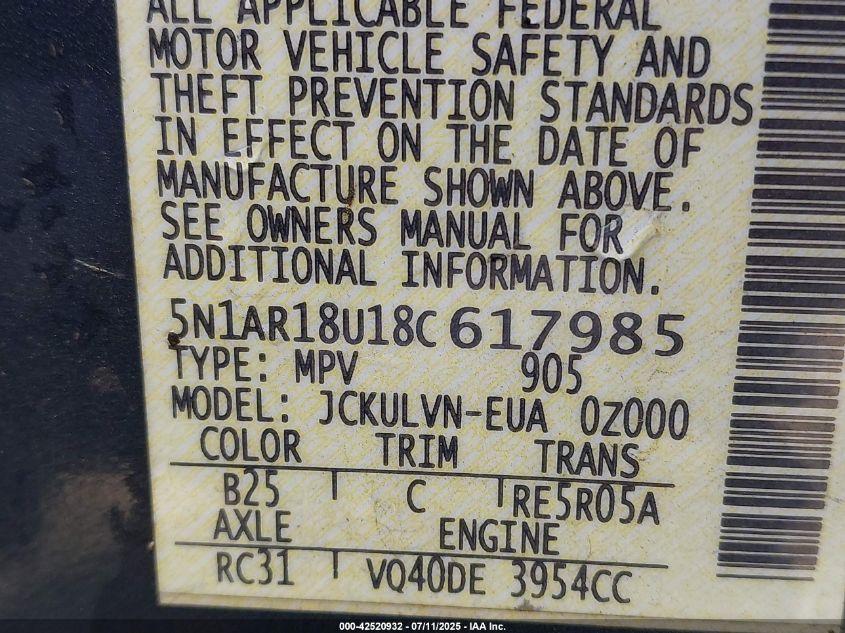 ALL APPLICABLE FEDERAL
MOTOR VEHICLE SAFETY AND
THEFT PREVENTION STANDARDS
IN EFFECT ON THE DATE OF
MANUFACTURE SHOWN ABOVE.
SEE OWNERS MANUAL FOR
ADDITIONAL INFORMATION.
5N1AR18U18C617985
TYPE: MPV 905
MODEL: JCKULVN-EUA 0Z000
COLOR TRIM TRANS
B25 C RE5R05A
AXLE ENGINE
RC31 VQ40DE 3954CC
000-42520932 - 07/11/2025 - IAA Inc.